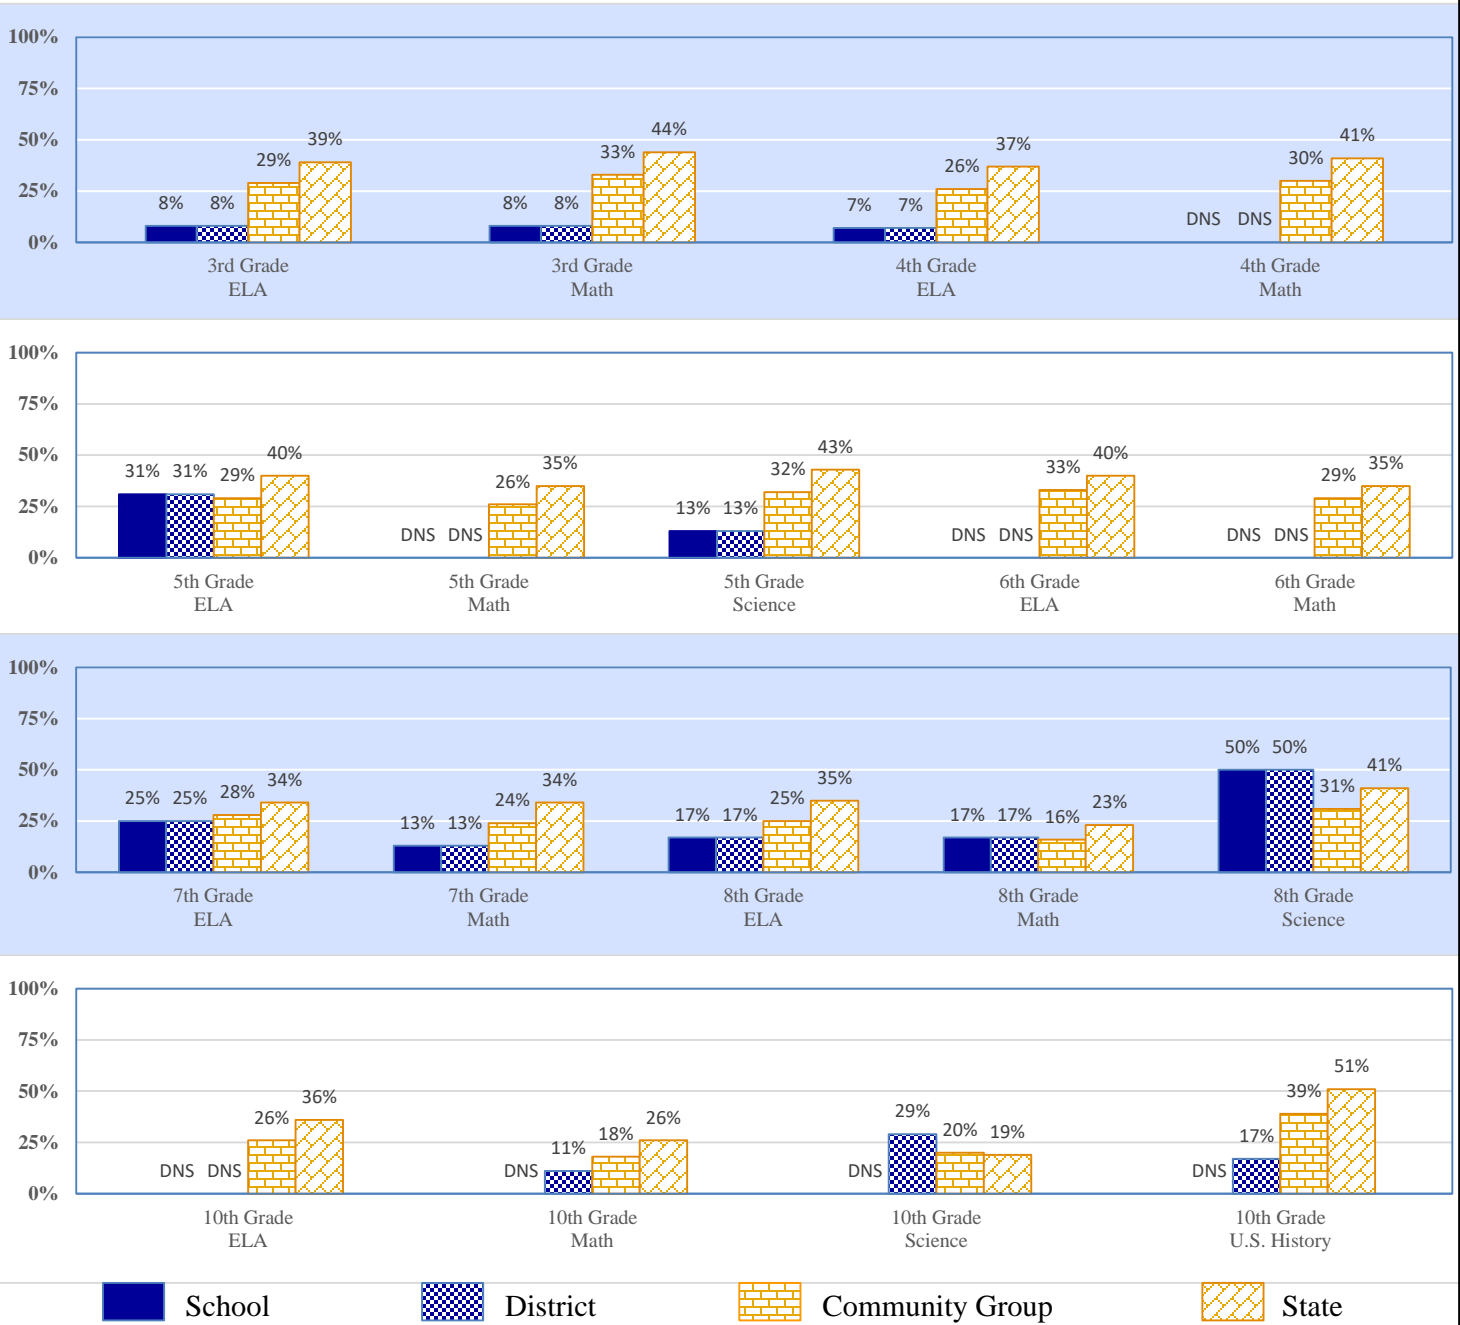 100%
75%
50%
25%
0%
8% 8% 29% 39%
8% 8% 33% 44%
7% 7% 26% 37%
DNS DNS 30% 41%
3rd Grade
ELA
3rd Grade
Math
4th Grade
ELA
4th Grade
Math
100%
75%
50%
25%
0%
31% 31% 29% 40%
DNS DNS 26% 35%
13% 13% 32% 43%
DNS DNS 33% 40%
DNS DNS 29% 35%
5th Grade
ELA
5th Grade
Math
5th Grade
Science
6th Grade
ELA
6th Grade
Math
100%
75%
50%
25%
0%
25% 25% 28% 34%
13% 13% 24% 34%
17% 17% 25% 35%
17% 17% 16% 23%
50% 50% 31% 41%
7th Grade
ELA
7th Grade
Math
8th Grade
ELA
8th Grade
Math
8th Grade
Science
100%
75%
50%
25%
0%
DNS DNS 26% 36%
DNS 11% 18% 26%
DNS 29% 20% 19%
DNS 17% 39% 51%
10th Grade
ELA
10th Grade
Math
10th Grade
Science
10th Grade
U.S. History
School District Community Group State